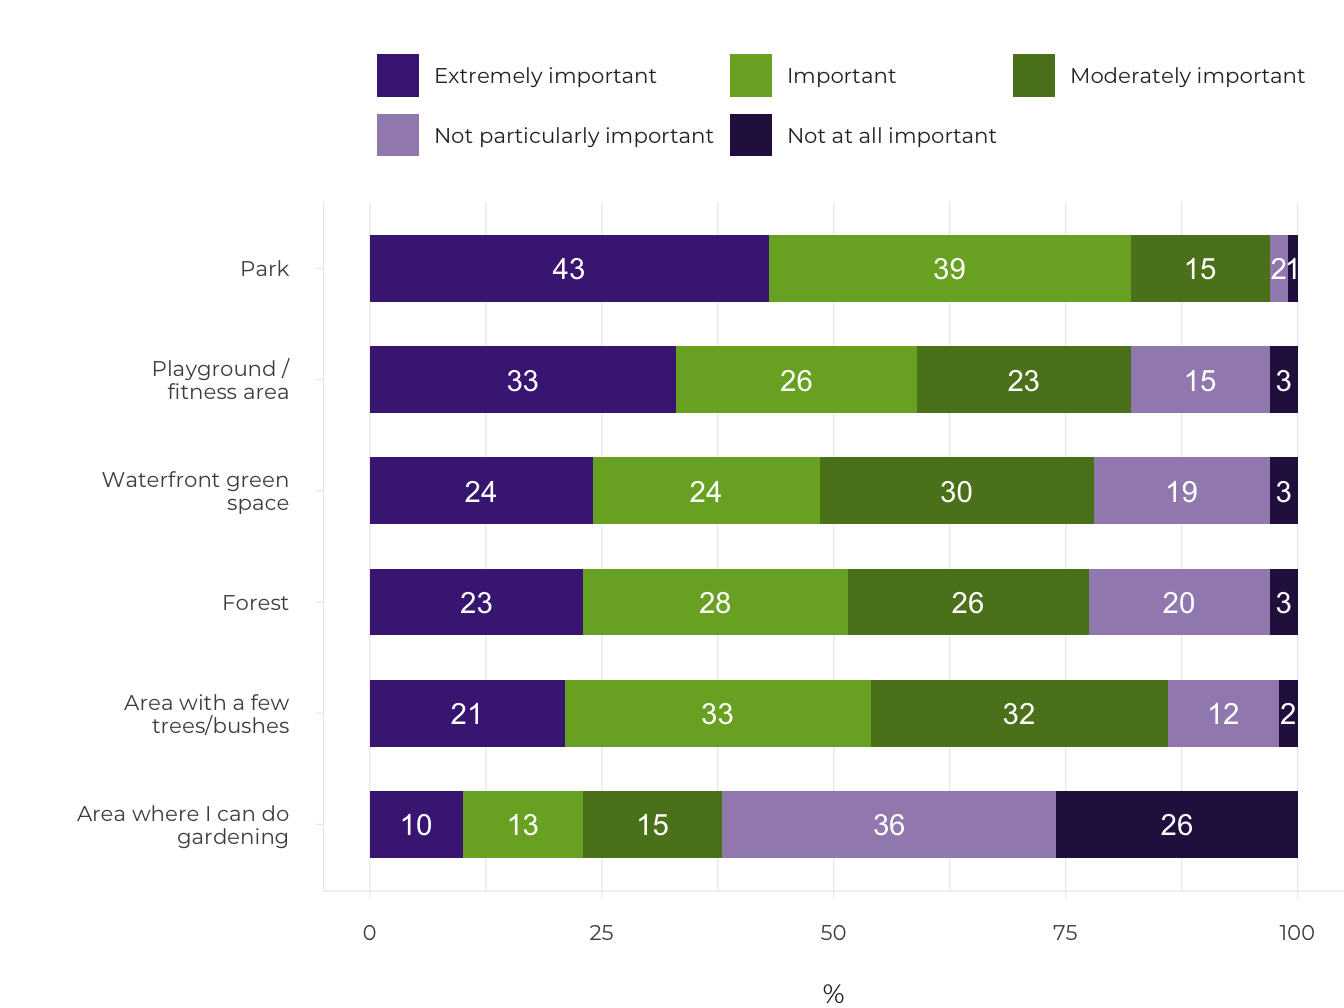 Extremely important
Important
Moderately important
Not particularly important
Not at all important
Park
43
39
15
2
1
Playground /
fitness area
33
26
23
15
3
Waterfront green
space
24
24
30
19
3
Forest
23
28
26
20
3
Area with a few
trees/bushes
21
33
32
12
2
Area where I can do
gardening
10
13
15
36
26
0
25
50
75
100
%